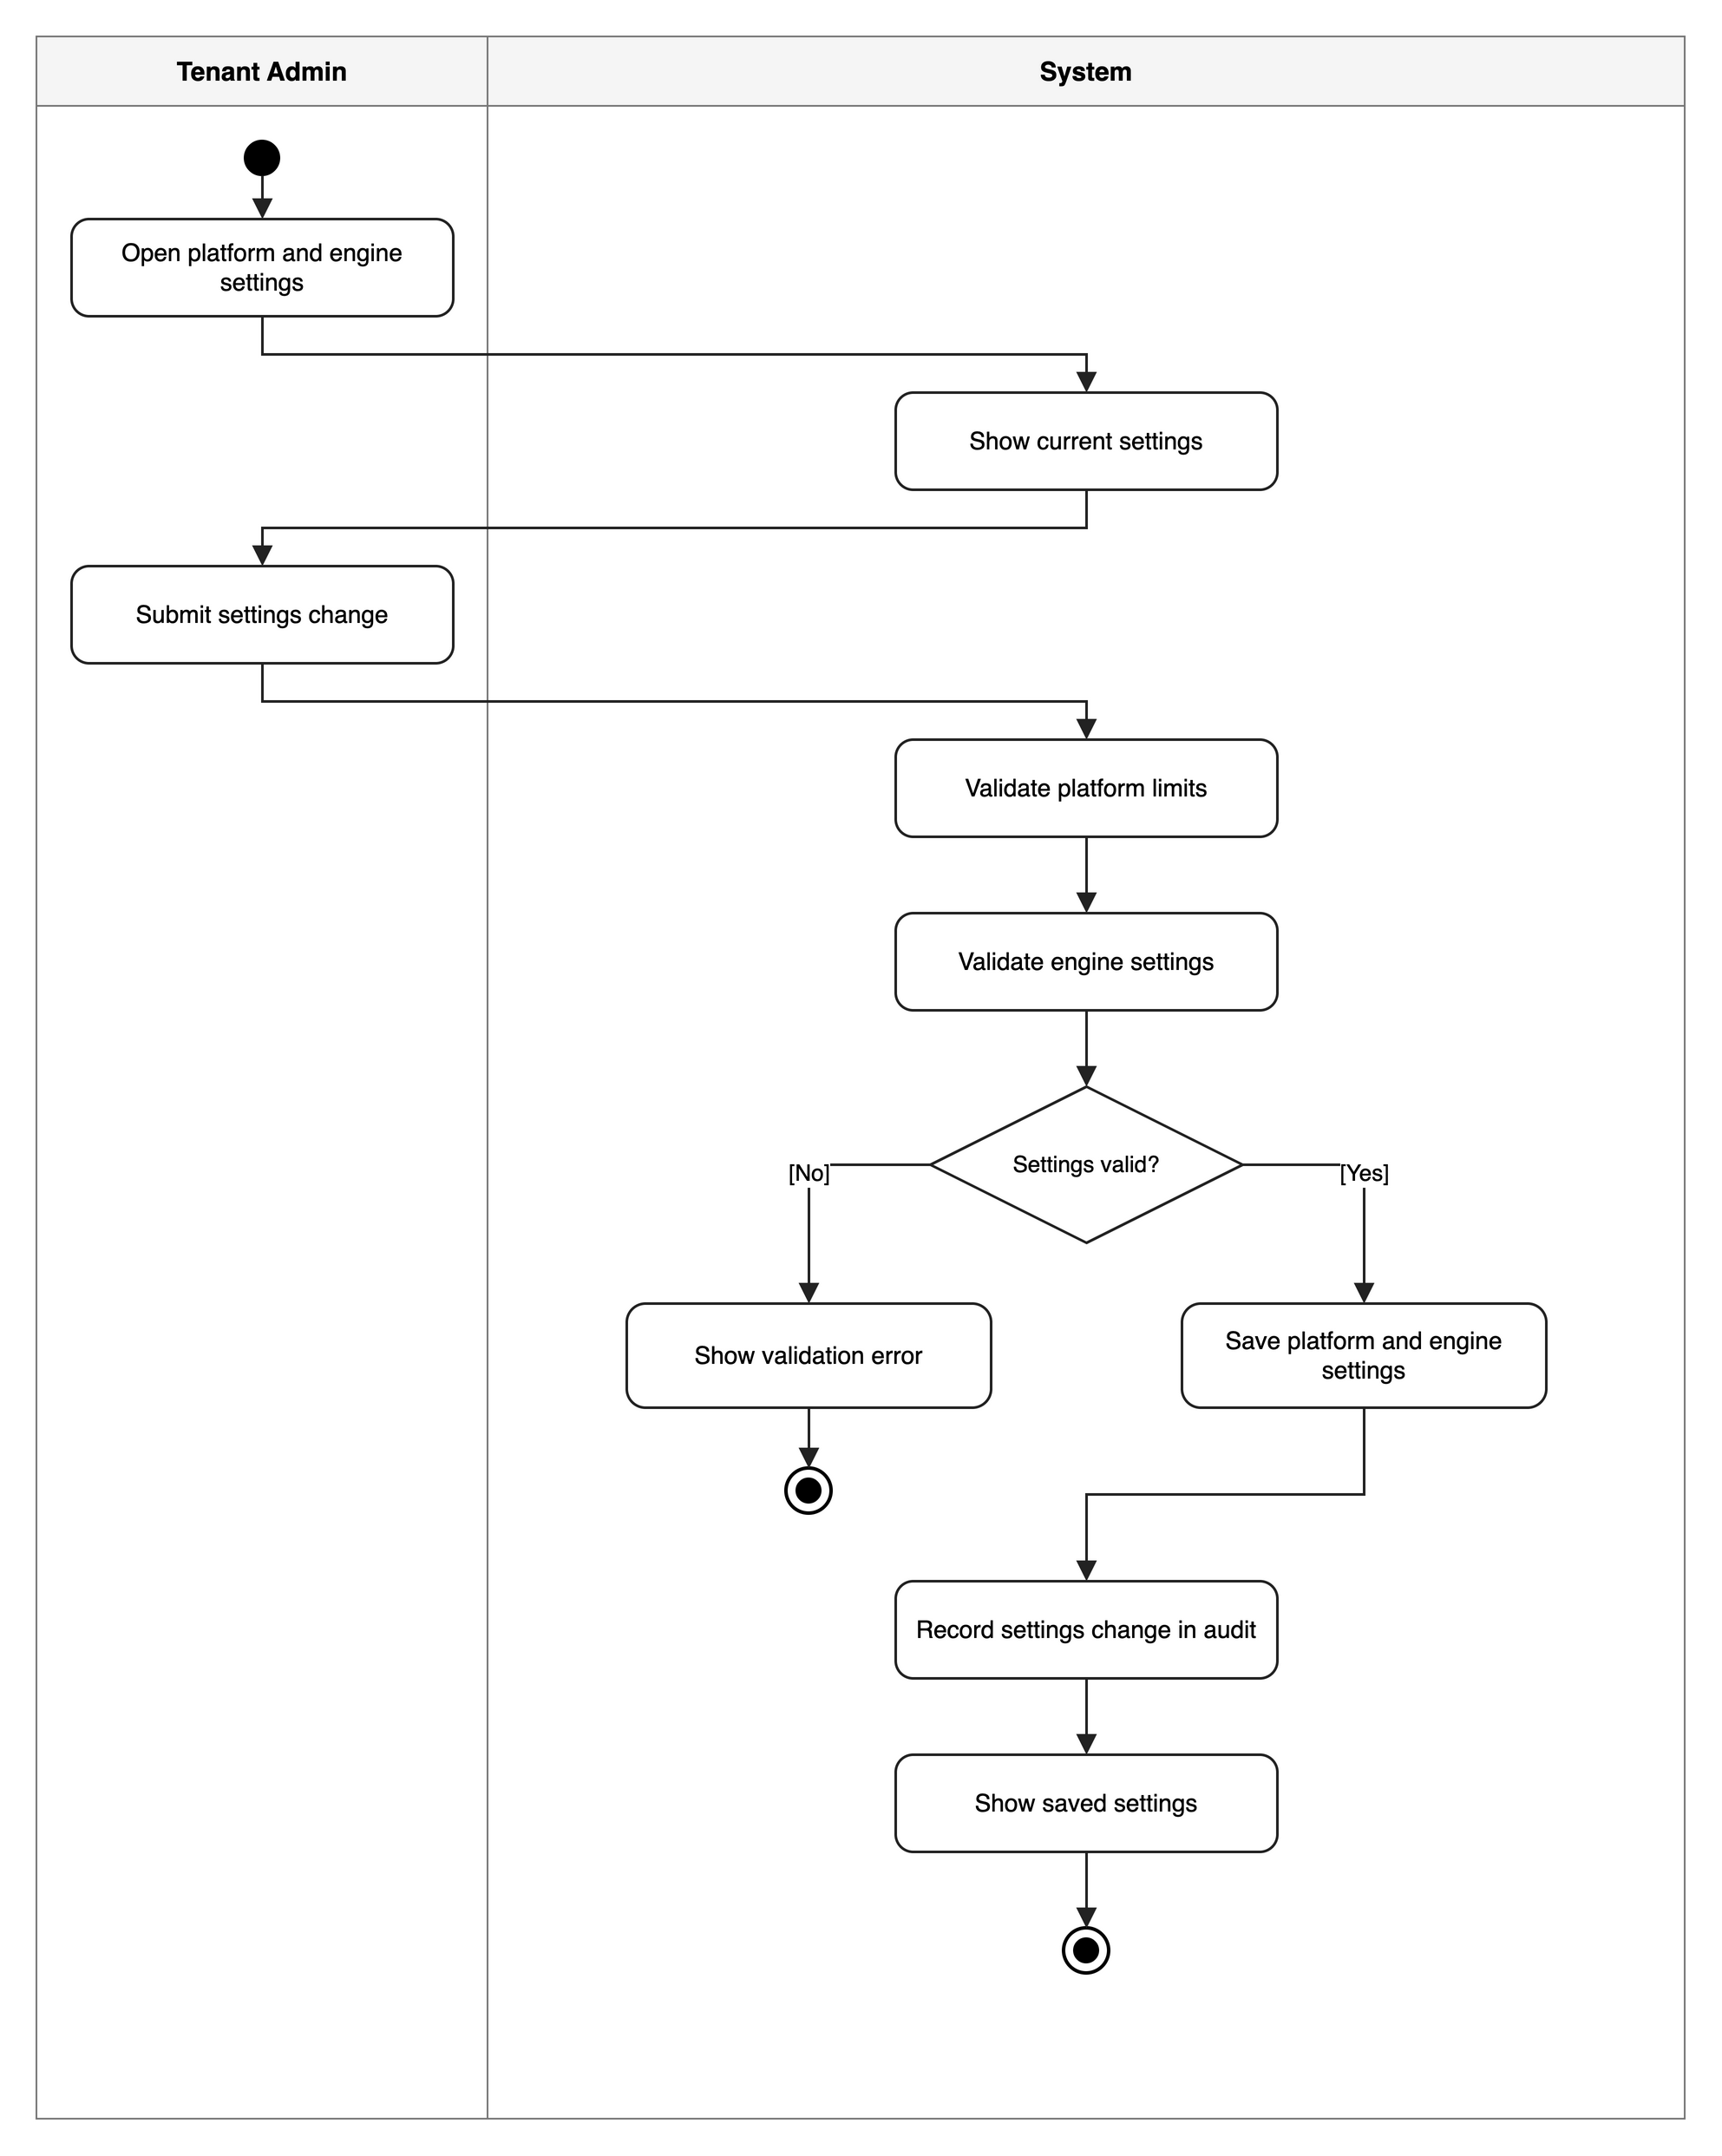 Tenant Admin
System
Open platform and engine
settings
Show current settings
Submit settings change
Validate platform limits
Validate engine settings
Settings valid?
[No]
[Yes]
Show validation error
Save platform and engine
settings
Record settings change in audit
Show saved settings